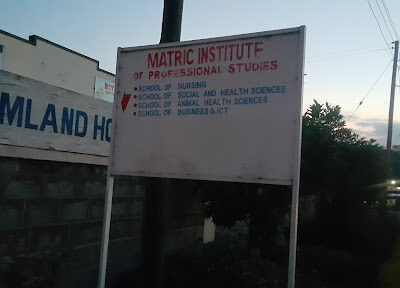 MATRIC INSTITUTE
OF PROFESSIONAL STUDIES
SCHOOL OF NURSING
SCHOOL OF SOCIAL AND HEALTH SCIENCES
SCHOOL OF ANIMAL HEALTH SCIENCES
SCHOOL OF BUSINESS & ICT
MLAND HO